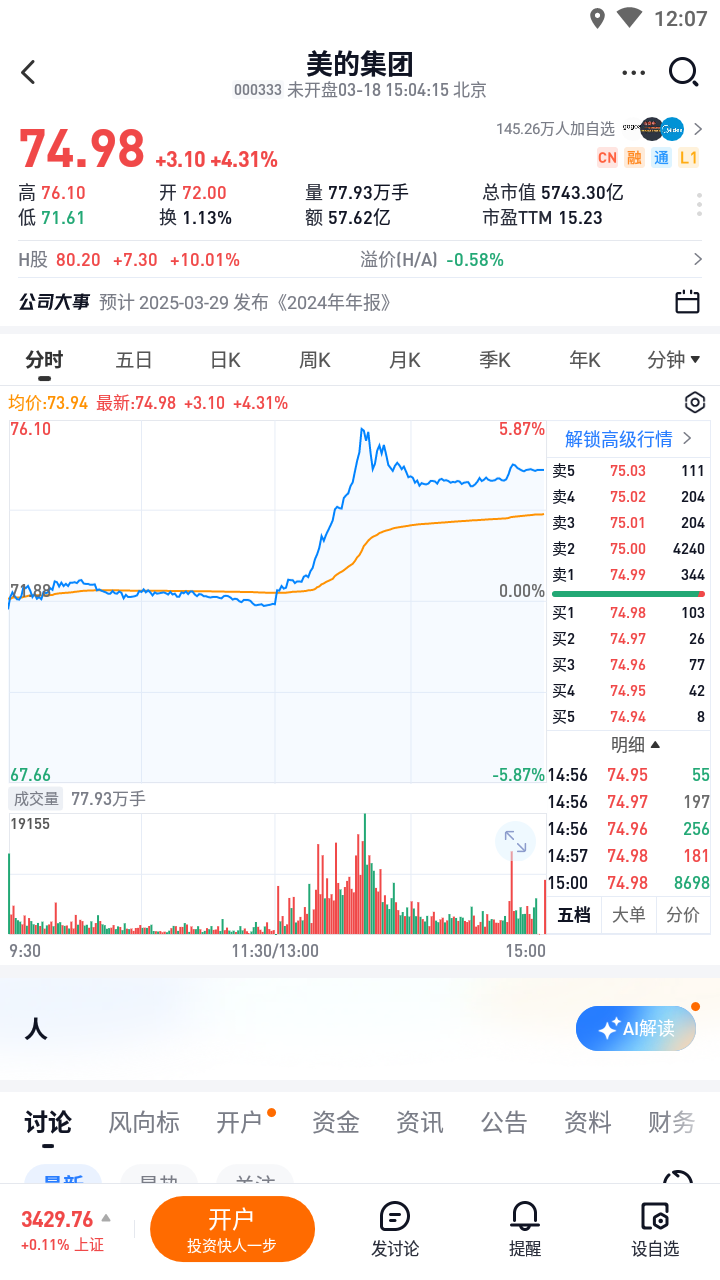 12:07
美的集团
000333 未开盘03-18 15:04:15 北京
145.26万人加自选
74.98 +3.10 +4.31%
CN 融 通 L1
高 76.10 开 72.00 量 77.93万手 总市值 5743.30亿
低 71.61 换 1.13% 额 57.62亿 市盈TTM 15.23
H股 80.20 +7.30 +10.01% 溢价(H/A) -0.58%
公司大事 预计 2025-03-29 发布《2024年年报》
分时 五日 日K 周K 月K 季K 年K 分钟
均价:73.94 最新:74.98 +3.10 +4.31%
76.10 5.87%
71.88 0.00%
67.66 -5.87%
解锁高级行情
卖5 75.03 111
卖4 75.02 204
卖3 75.01 204
卖2 75.00 4240
卖1 74.99 344
买1 74.98 103
买2 74.97 26
买3 74.96 77
买4 74.95 42
买5 74.94 8
明细
14:56 74.95 55
14:56 74.97 197
14:56 74.96 256
14:57 74.98 181
15:00 74.98 8698
五档 大单 分价
成交量 77.93万手
19155
9:30 11:30/13:00 15:00
人
AI解读
讨论 风向标 开户 资金 资讯 公告 资料 财务
最新 最热 关注
3429.76
+0.11% 上证
开户
投资快人一步
发讨论 提醒 设自选